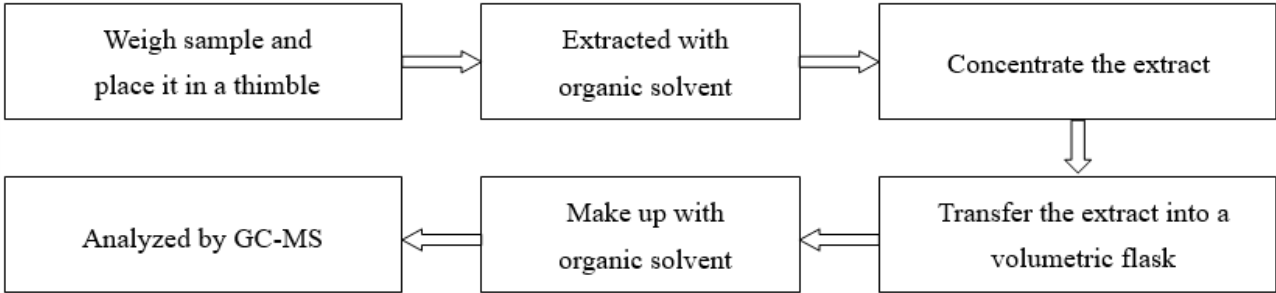 Weigh sample and
place it in a thimble
Extracted with
organic solvent
Concentrate the extract
Transfer the extract into a
volumetric flask
Make up with
organic solvent
Analyzed by GC-MS